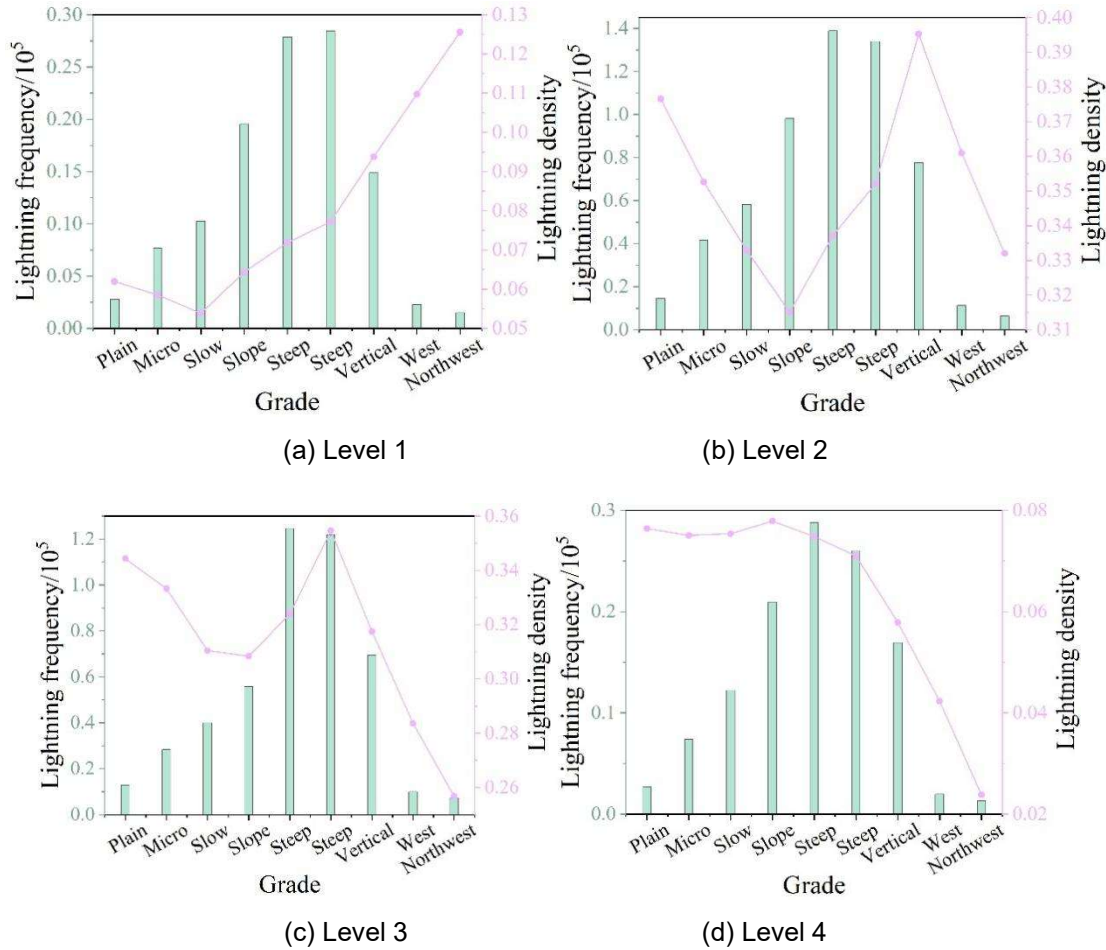 Lightning frequency/10⁵
0.30
0.25
0.20
0.15
0.10
0.05
0.00
0.13
0.12
0.11
0.10
0.09
0.08
0.07
0.06
0.05
Lightning density
Plain Micro Slow Slope Steep Steep Vertical West Northwest
Grade
(a) Level 1
Lightning frequency/10⁵
1.4
1.2
1.0
0.8
0.6
0.4
0.2
0.0
0.40
0.39
0.38
0.37
0.36
0.35
0.34
0.33
0.32
0.31
Lightning density
Plain Micro Slow Slope Steep Steep Vertical West Northwest
Grade
(b) Level 2
Lightning frequency/10⁵
1.2
1.0
0.8
0.6
0.4
0.2
0.0
0.36
0.34
0.32
0.30
0.28
0.26
Lightning density
Plain Micro Slow Slope Steep Steep Vertical West Northwest
Grade
(c) Level 3
Lightning frequency/10⁵
0.3
0.2
0.1
0.0
0.08
0.06
0.04
0.02
Lightning density
Plain Micro Slow Slope Steep Steep Vertical West Northwest
Grade
(d) Level 4